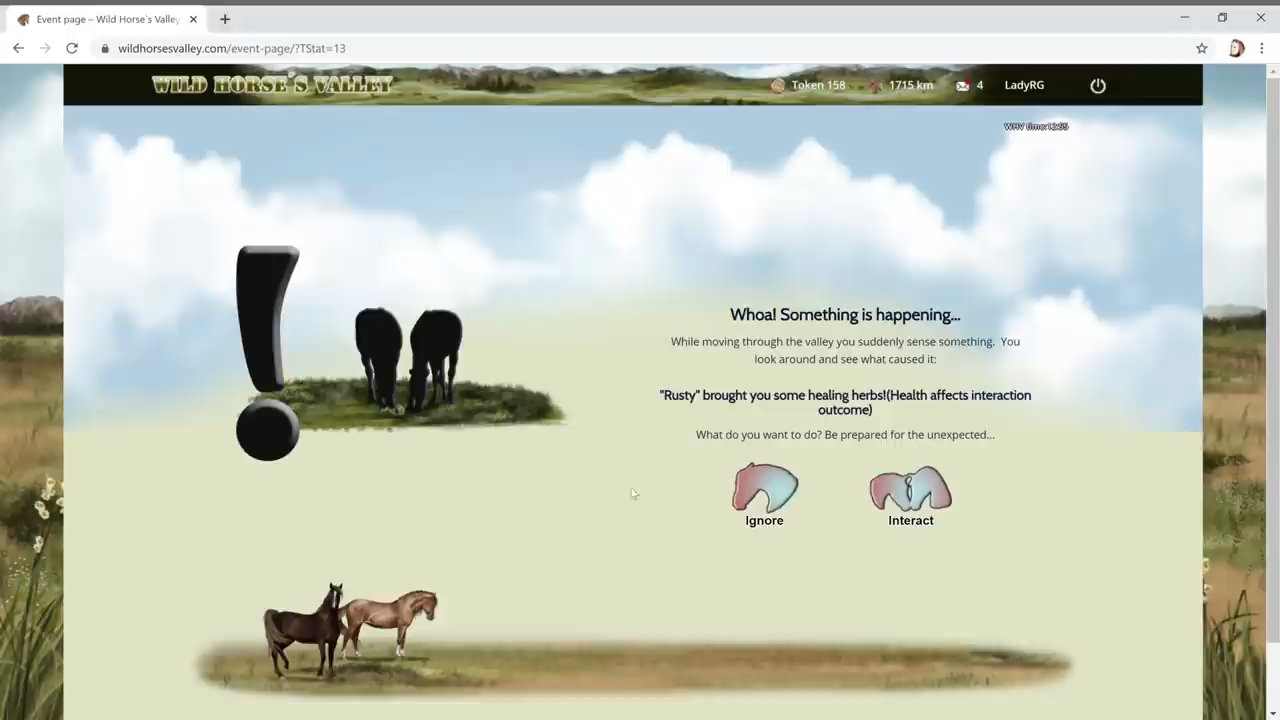 Event page – Wild Horse`s Valley
wildhorsesvalley.com/event-page/?TStat=13
WILD HORSE`S VALLEY
Token 158
1715 km
4
LadyRG
WHV time:
Whoa! Something is happening...
While moving through the valley you suddenly sense something. You
look around and see what caused it:
"Rusty" brought you some healing herbs!(Health affects interaction
outcome)
What do you want to do? Be prepared for the unexpected...
Ignore
Interact